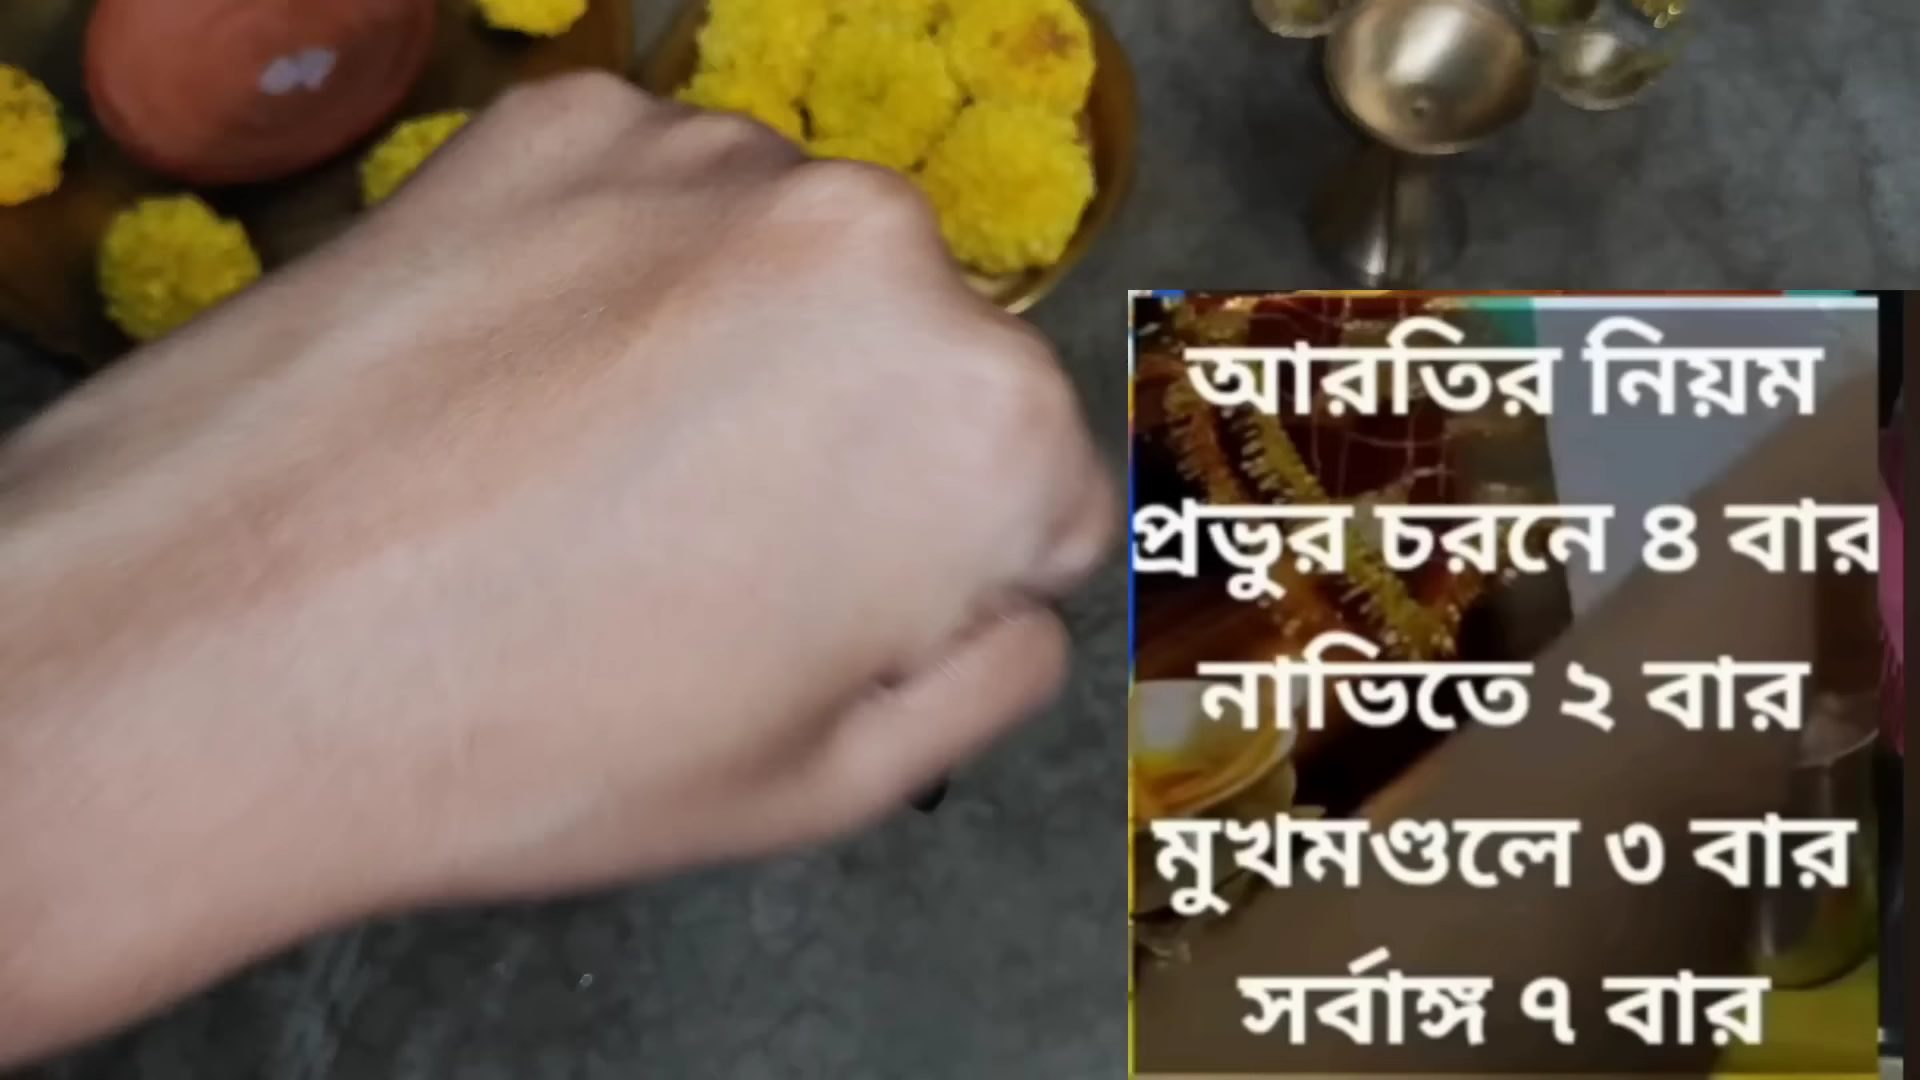 আরতির নিয়ম
প্রভুর চরনে ৪ বার
নাভিতে ২ বার
মুখমণ্ডলে ৩ বার
সর্বাঙ্গ ৭ বার